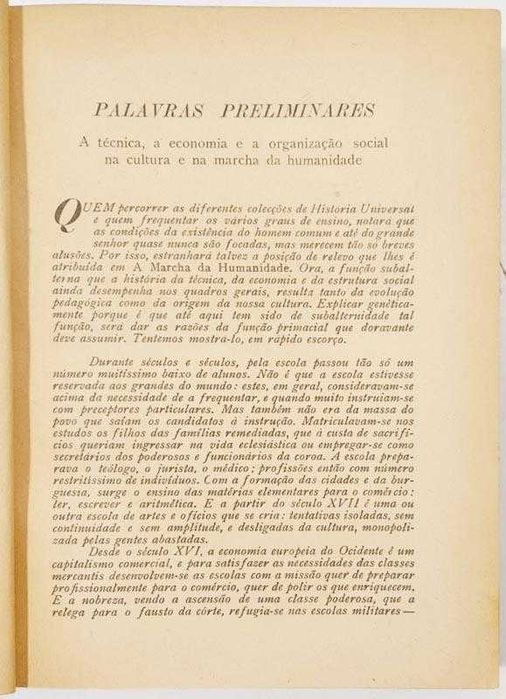 PALAVRAS PRELIMINARES
A técnica, a economia e a organização social
na cultura e na marcha da humanidade
QUEM percorrer as diferentes colecções de História Universal
e quem frequentar os vários graus de ensino, notará que
as condições da existência do homem comum e até do grande
senhor quase nunca são focadas, mas merecem tão só breves
alusões. Por isso, estranhará talvez a posição de relevo que lhes é
atribuída em A Marcha da Humanidade. Ora, a função subal-
terna que a história da técnica, da economia e da estrutura social
ainda desempenha nos quadros gerais, resulta tanto da evolução
pedagógica como da origem da nossa cultura. Explicar genética-
mente porque é que até aqui tem sido de subalternidade tal
função, será dar as razões da função primacial que doravante
deve assumir. Tentemos mostra-lo, em rápido escorço.
Durante séculos e séculos, pela escola passou tão só um
número muitíssimo baixo de alunos. Não é que a escola estivesse
reservada aos grandes do mundo: estes, em geral, consideravam-se
acima da necessidade de a frequentar, e quando muito instruiam-se
com preceptores particulares. Mas também não era da massa do
povo que saíam os candidatos à instrução. Matriculavam-se nos
estudos os filhos das famílias remediadas, que à custa de sacrifí-
cios queriam ingressar na vida eclesiástica ou empregar-se como
secretários dos poderosos e funcionários da coroa. A escola prepa-
rava o teólogo, o jurista, o médico; profissões então com número
restritíssimo de indivíduos. Com a formação das cidades e da bur-
guesia, surge o ensino das matérias elementares para o comércio:
ler, escrever e aritmética. E a partir do século XVII é uma ou
outra escola de artes e ofícios que se cria: tentativas isoladas, sem
continuidade e sem amplitude, e desligadas da cultura, monopoli-
zada pelas gentes abastadas.
Desde o século XVI, a economia europeia do Ocidente é um
capitalismo comercial, e para satisfazer as necessidades das classes
mercantis desenvolvem-se as escolas com a missão quer de preparar
profissionalmente para o comércio, quer de polir os que enriquecem,
E a nobreza, vendo a ascensão de uma classe poderosa, que a
relega para o fausto da côrte, refugia-se nas escolas militares —